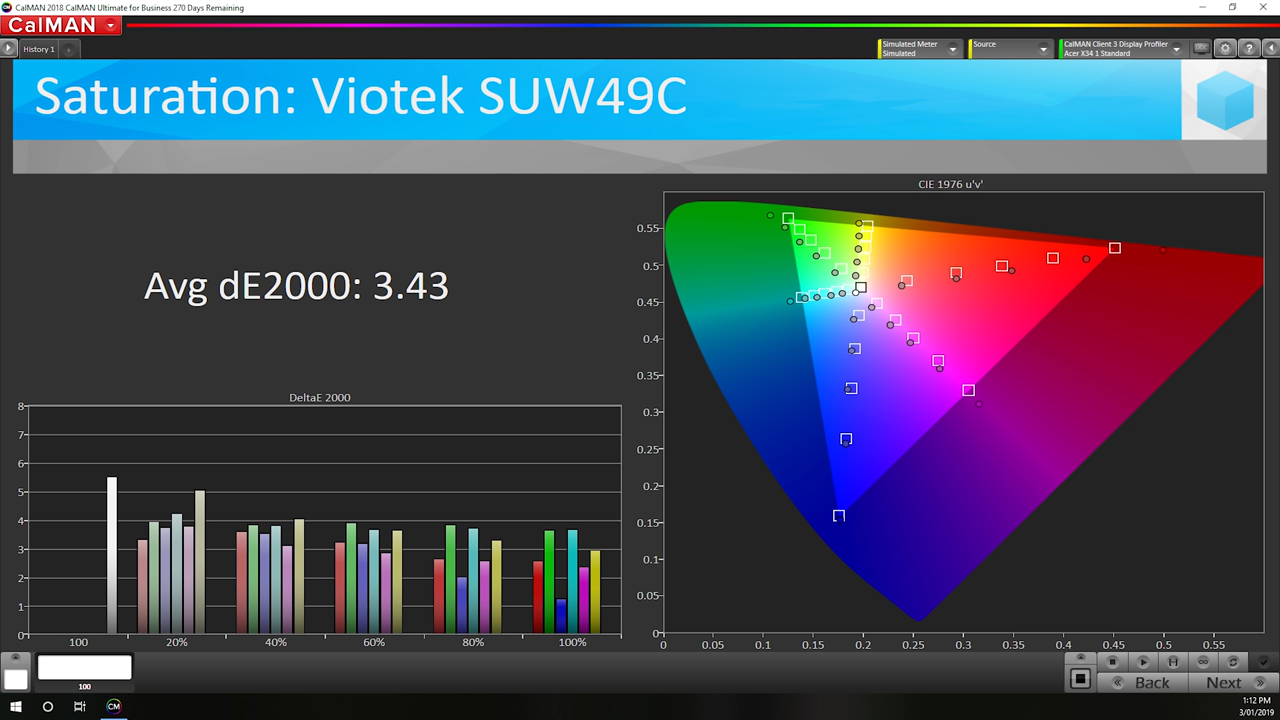 CalMAN 2018 CalMAN Ultimate for Business 270 Days Remaining
CalMAN
History 1
Simulated Meter
Simulated
Source
CalMAN Client 3 Display Profiler
Acer X34 1 Standard
Saturation: Viotek SUW49C
Avg dE2000: 3.43
CIE 1976 u'v'
0.55
0.5
0.45
0.4
0.35
0.3
0.25
0.2
0.15
0.1
0.05
0
0 0.05 0.1 0.15 0.2 0.25 0.3 0.35 0.4 0.45 0.5 0.55
DeltaE 2000
8
7
6
5
4
3
2
1
0
100 20% 40% 60% 80% 100%
100
Back Next
CM
1:12 PM
3/01/2019